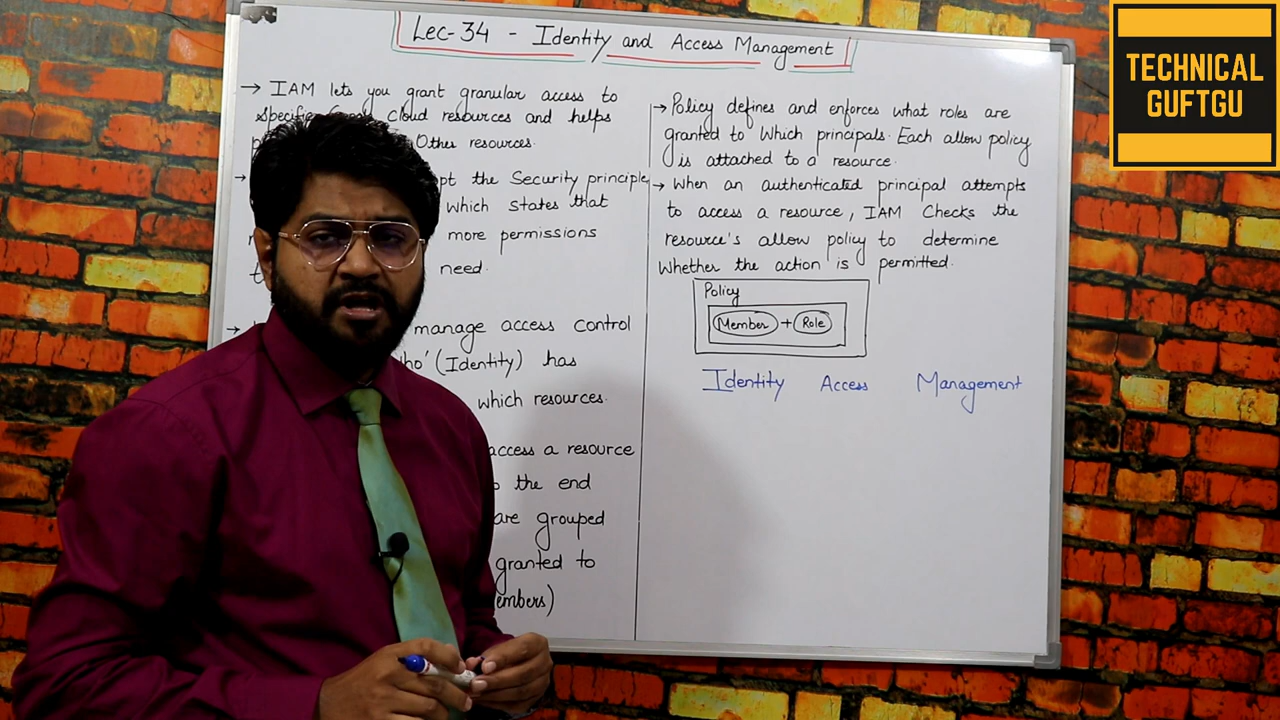 Lec-34 - Identity and Access Management
→ IAM lets you grant granular access to
cloud resources and helps
Other resources.
→ pt the Security principle
which states that
more permissions
need.
→ manage access control
ho' (Identity) has
which resources.
access a resource
the end
are grouped
granted to
embers)
→ Policy defines and enforces what roles are
granted to Which principals. Each allow policy
is attached to a resource.
→ When an authenticated principal attempts
to access a resource, IAM Checks the
resource's allow policy to determine
Whether the action is permitted.
Policy
Member + Role
Identity Access Management
TECHNICAL
GUFTGU